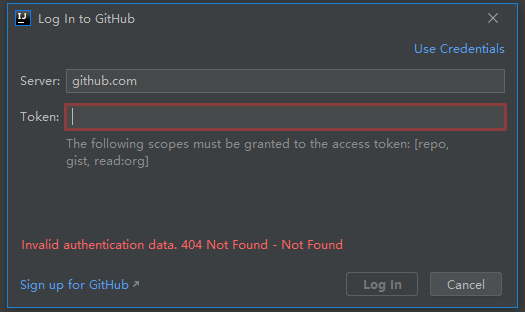 IJ
Log In to GitHub
Use Credentials
Server: github.com
Token:
The following scopes must be granted to the access token: [repo,
gist, read:org]
Invalid authentication data. 404 Not Found - Not Found
Sign up for GitHub ↗
Log In
Cancel